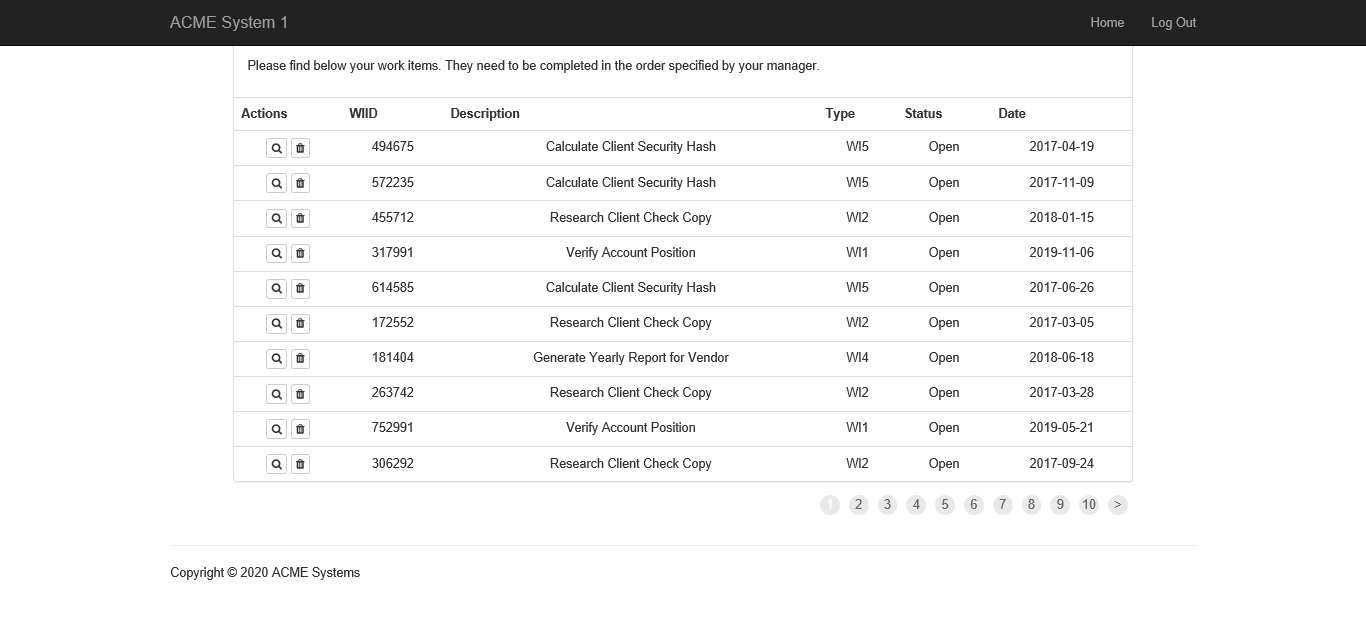 ACME System 1 Home Log Out
Please find below your work items. They need to be completed in the order specified by your manager.
Actions WIID Description Type Status Date
494675 Calculate Client Security Hash WI5 Open 2017-04-19
572235 Calculate Client Security Hash WI5 Open 2017-11-09
455712 Research Client Check Copy WI2 Open 2018-01-15
317991 Verify Account Position WI1 Open 2019-11-06
614585 Calculate Client Security Hash WI5 Open 2017-06-26
172552 Research Client Check Copy WI2 Open 2017-03-05
181404 Generate Yearly Report for Vendor WI4 Open 2018-06-18
263742 Research Client Check Copy WI2 Open 2017-03-28
752991 Verify Account Position WI1 Open 2019-05-21
306292 Research Client Check Copy WI2 Open 2017-09-24
1 2 3 4 5 6 7 8 9 10 >
Copyright © 2020 ACME Systems